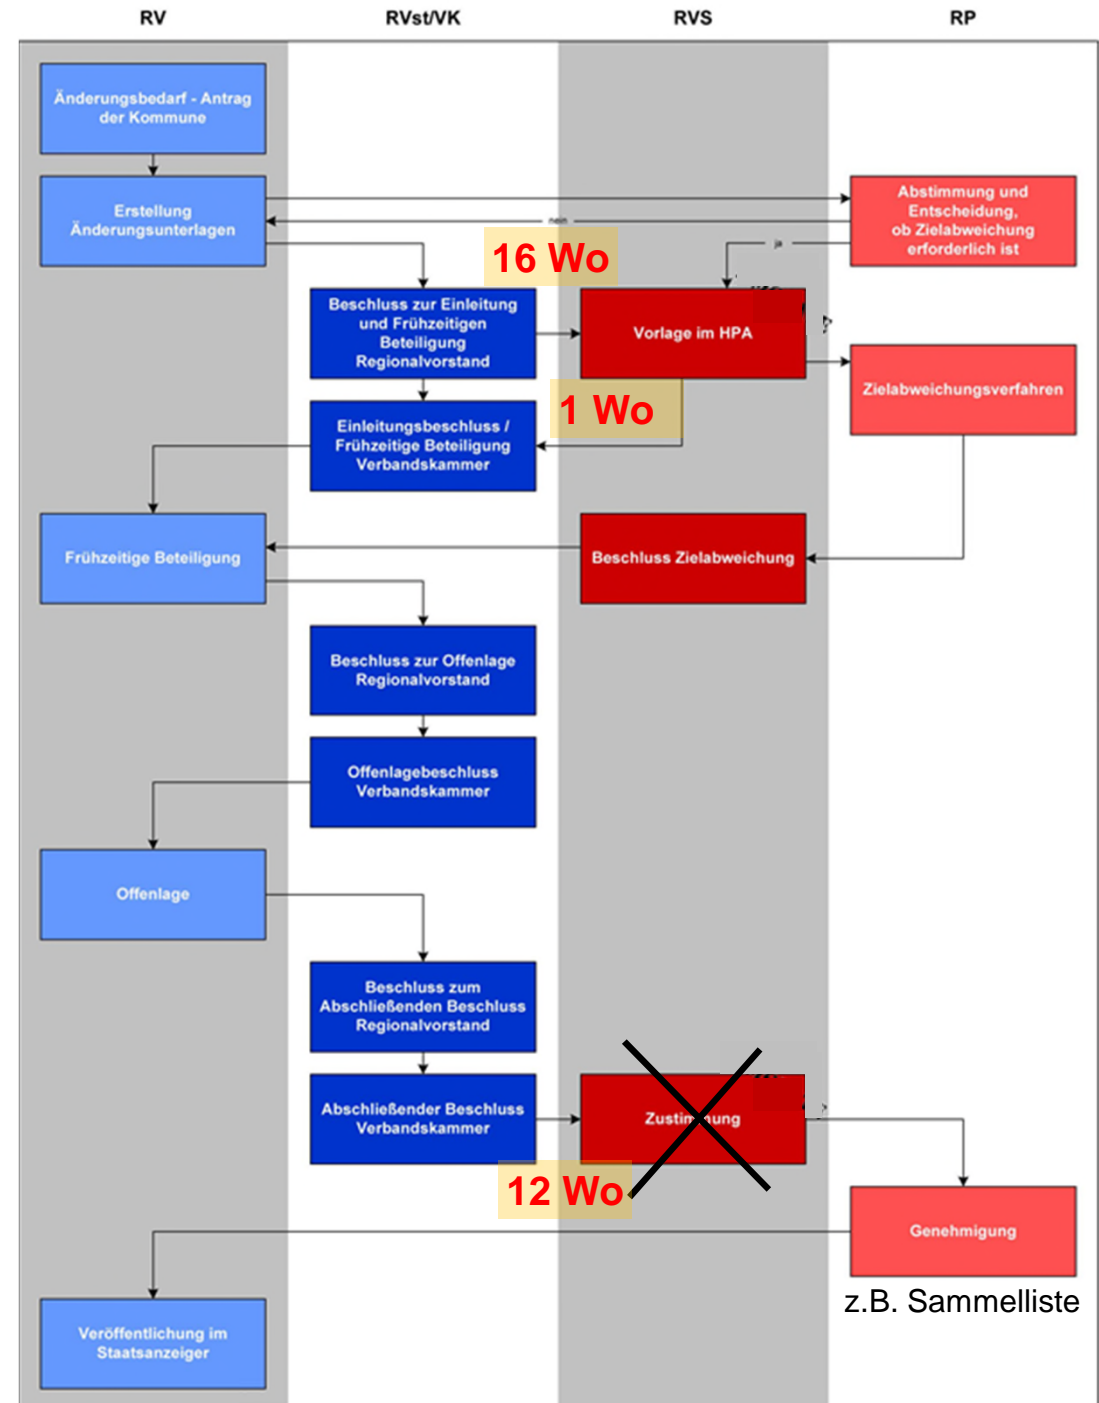 RV
RVst/VK
RVS
RP
Änderungsbedarf - Antrag
der Kommune
Erstellung
Änderungsunterlagen
Abstimmung und
Entscheidung,
ob Zielabweichung
erforderlich ist
nein
ja
16 Wo
Beschluss zur Einleitung
und Frühzeitigen
Beteiligung
Regionalvorstand
Vorlage im HPA
Zielabweichungsverfahren
1 Wo
Einleitungsbeschluss /
Frühzeitige Beteiligung
Verbandskammer
Frühzeitige Beteiligung
Beschluss Zielabweichung
Beschluss zur Offenlage
Regionalvorstand
Offenlagebeschluss
Verbandskammer
Offenlage
Beschluss zum
Abschließenden Beschluss
Regionalvorstand
Abschließender Beschluss
Verbandskammer
Zustimmung
12 Wo
Genehmigung
z.B. Sammelliste
Veröffentlichung im
Staatsanzeiger